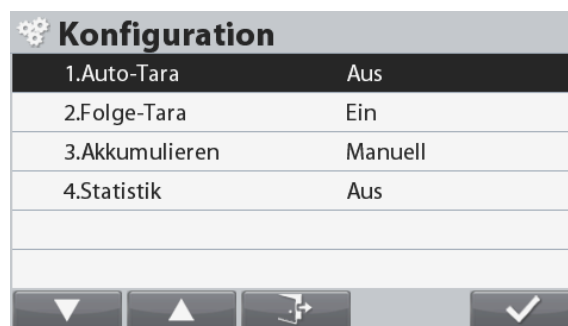 Konfiguration
1.Auto-Tara Aus
2.Folge-Tara Ein
3.Akkumulieren Manuell
4.Statistik Aus